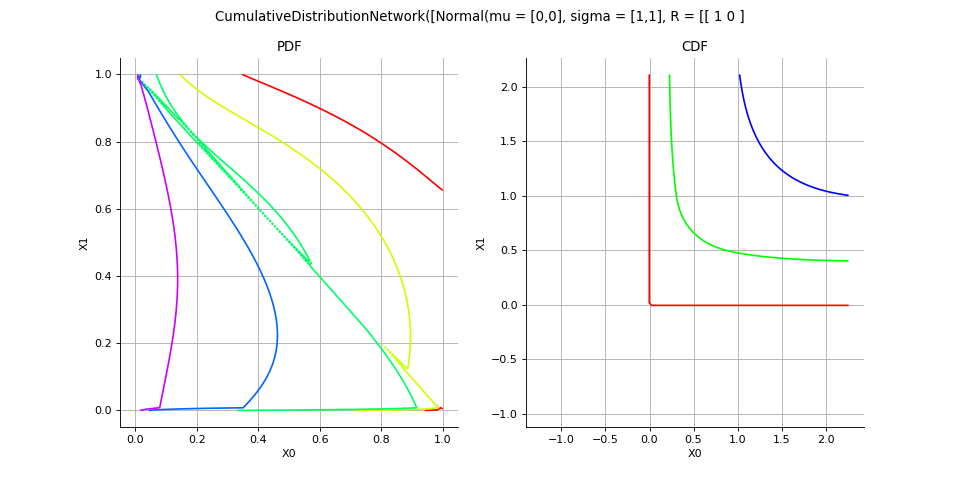 CumulativeDistributionNetwork([Normal(mu = [0,0], sigma = [1,1], R = [[ 1 0 ]
PDF
1.0
0.8
0.6
0.4
0.2
0.0
X1
0.0 0.2 0.4 0.6 0.8 1.0
X0
CDF
2.0
1.5
1.0
0.5
0.0
−0.5
−1.0
X1
−1.0 −0.5 0.0 0.5 1.0 1.5 2.0
X0